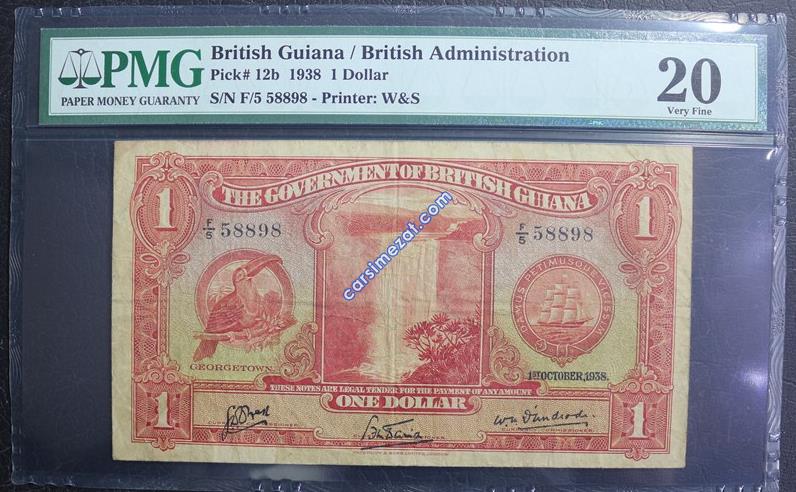 PMG
PAPER MONEY GUARANTY
British Guiana / British Administration
Pick# 12b 1938 1 Dollar
S/N F/5 58898 - Printer: W&S
20
Very Fine
THE GOVERNMENT OF BRITISH GUIANA
1
1
F/5 58898
F/5 58898
carsimezat.com
DAMUS PETIMUSQUE VICISSIM
GEORGETOWN.
1ST OCTOBER, 1938.
THESE NOTES ARE LEGAL TENDER FOR THE PAYMENT OF ANY AMOUNT
1
ONE DOLLAR
1
COMMISSIONER.